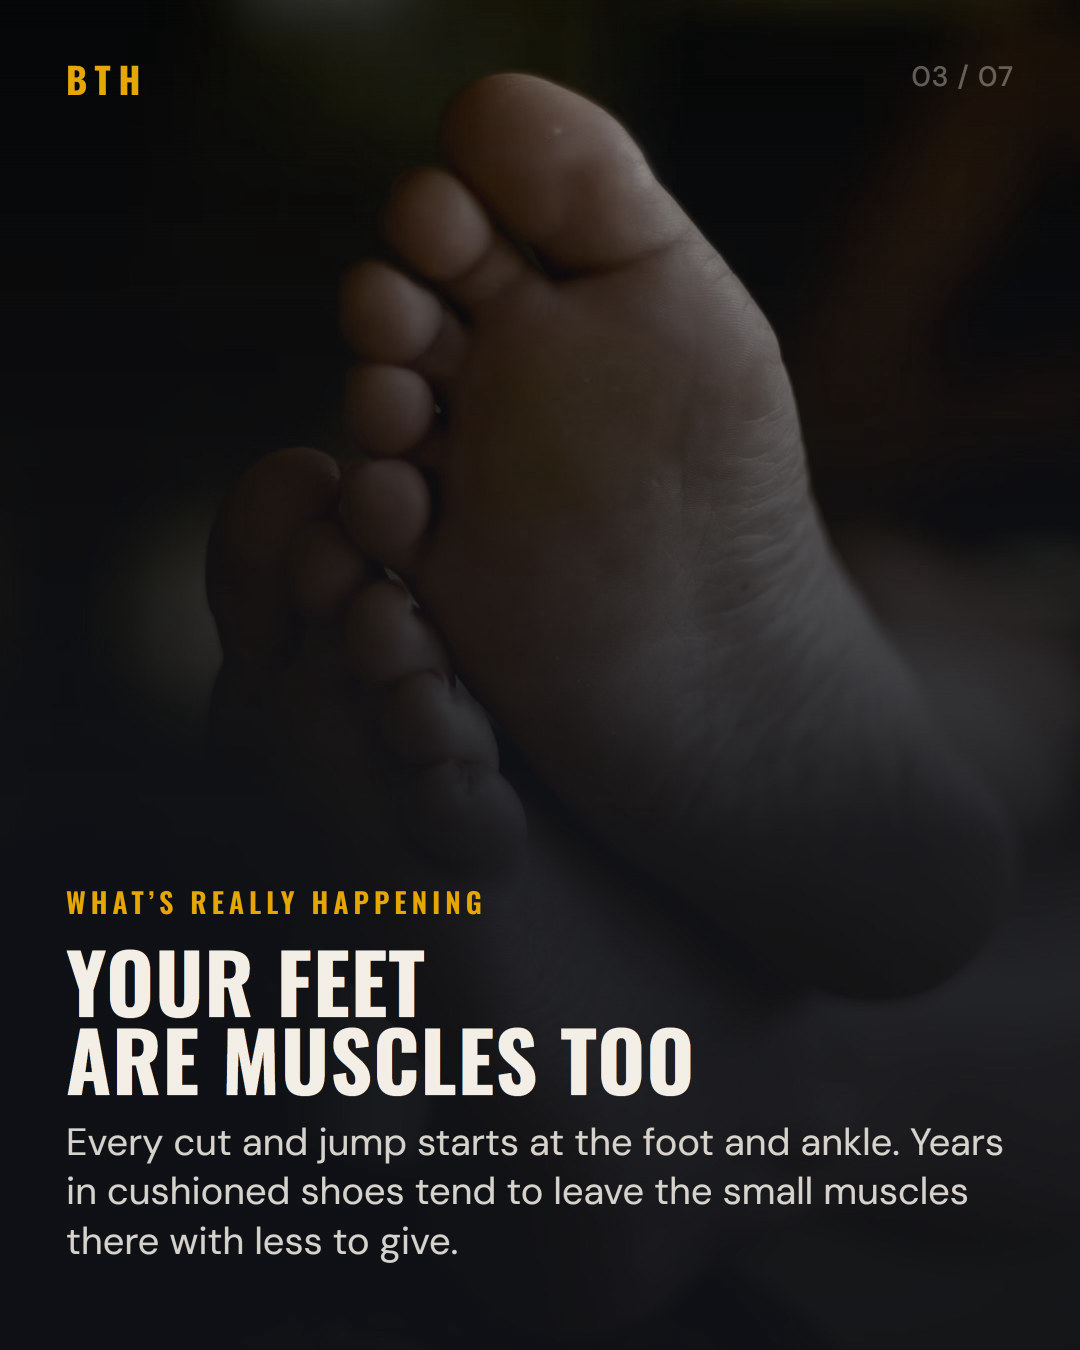 BTH
03 / 07
WHAT’S REALLY HAPPENING
YOUR FEET
ARE MUSCLES TOO
Every cut and jump starts at the foot and ankle. Years
in cushioned shoes tend to leave the small muscles
there with less to give.